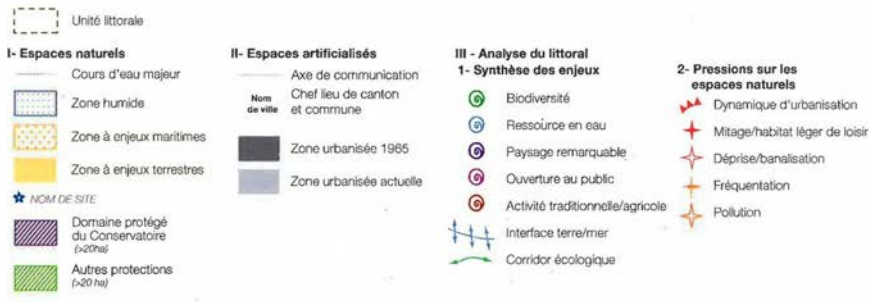 Unité littorale
I- Espaces naturels
Cours d'eau majeur
Zone humide
Zone à enjeux maritimes
Zone à enjeux terrestres
NOM DE SITE
Domaine protégé
du Conservatoire
(>20ha)
Autres protections
(>20 ha)
II- Espaces artificialisés
Axe de communication
Nom
de ville
Chef lieu de canton
et commune
Zone urbanisée 1965
Zone urbanisée actuelle
III - Analyse du littoral
1- Synthèse des enjeux
Biodiversité
Ressource en eau
Paysage remarquable
Ouverture au public
Activité traditionnelle/agricole
Interface terre/mer
Corridor écologique
2- Pressions sur les
espaces naturels
Dynamique d'urbanisation
Mitage/habitat léger de loisir
Déprise/banalisation
Fréquentation
Pollution